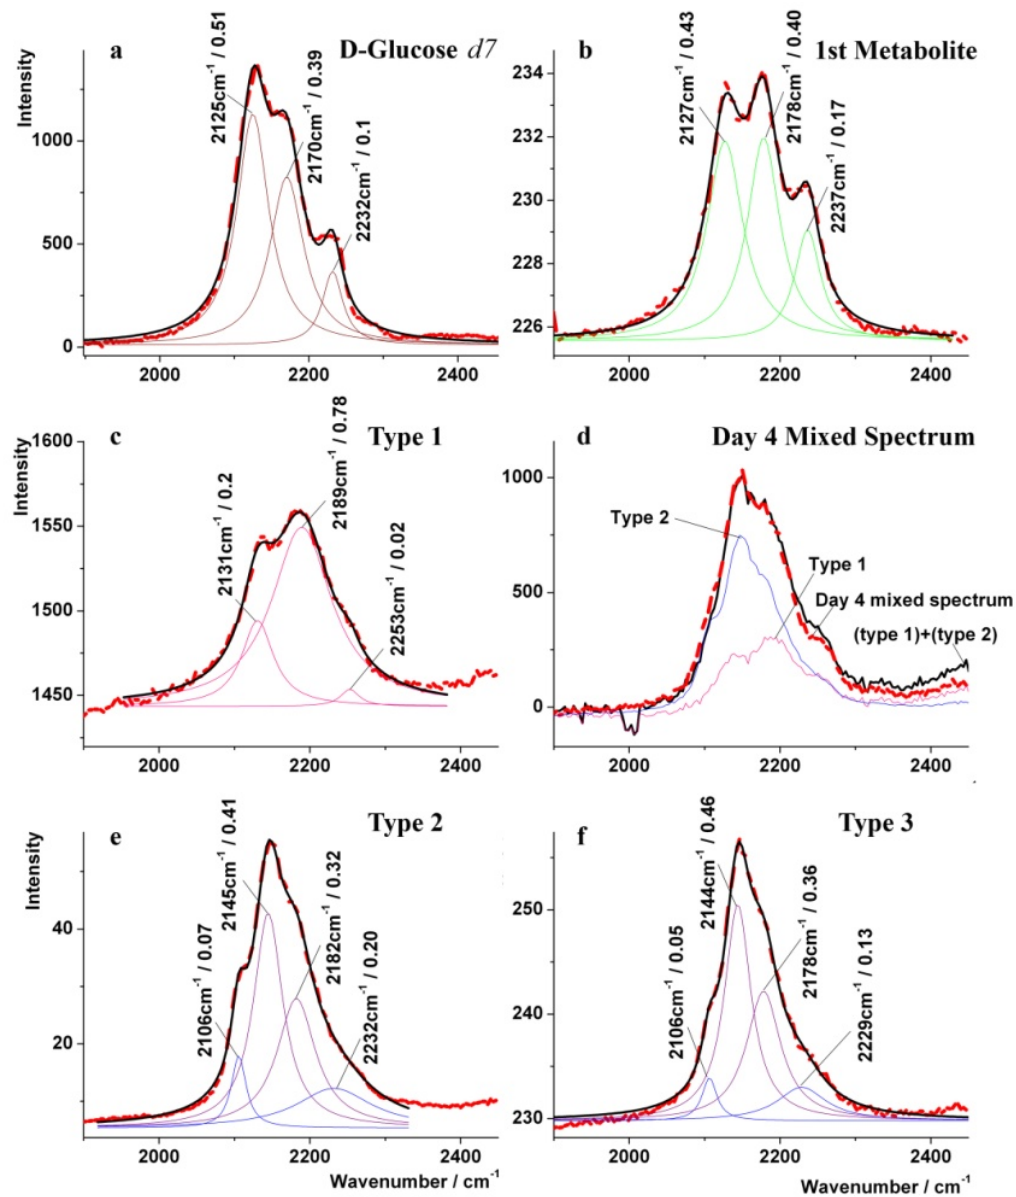 a
D-Glucose d7
Intensity
1000
500
0
2000
2200
2400
2125cm-1 / 0.51
2170cm-1 / 0.39
2232cm-1 / 0.1
b
1st Metabolite
234
232
230
228
226
2000
2200
2400
2127cm-1 / 0.43
2178cm-1 / 0.40
2237cm-1 / 0.17
c
Type 1
Intensity
1600
1550
1500
1450
2000
2200
2400
2131cm-1 / 0.2
2189cm-1 / 0.78
2253cm-1 / 0.02
d
Day 4 Mixed Spectrum
1000
500
0
2000
2200
2400
Type 2
Type 1
Day 4 mixed spectrum
(type 1)+(type 2)
e
Type 2
Intensity
40
20
2000
2200
2400
2106cm-1 / 0.07
2145cm-1 / 0.41
2182cm-1 / 0.32
2232cm-1 / 0.20
Wavenumber / cm-1
f
Type 3
250
240
230
2000
2200
2400
2106cm-1 / 0.05
2144cm-1 / 0.46
2178cm-1 / 0.36
2229cm-1 / 0.13
Wavenumber / cm-1